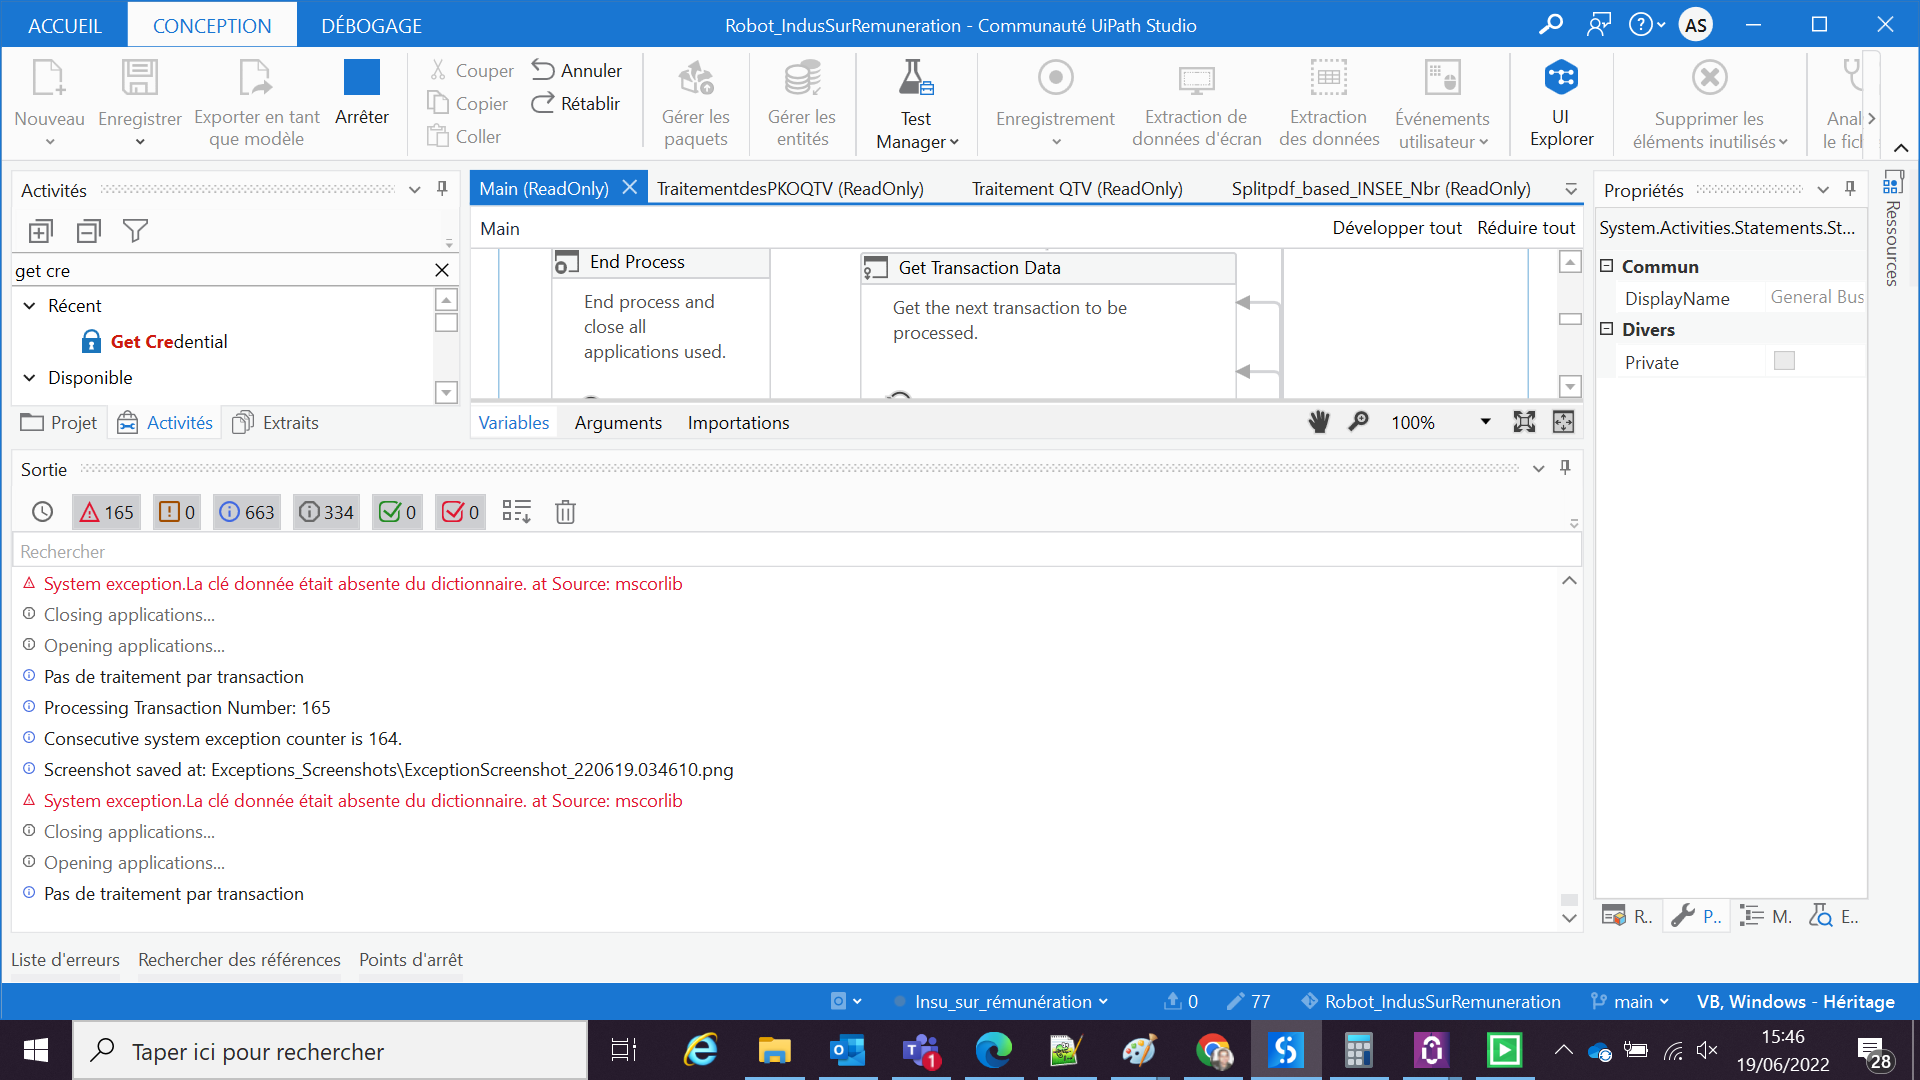 ACCUEIL
CONCEPTION
DÉBOGAGE
Robot_IndusSurRemuneration - Communauté UiPath Studio
AS
Nouveau
Enregistrer
Exporter en tant
que modèle
Arrêter
Couper
Copier
Coller
Annuler
Rétablir
Gérer les
paquets
Gérer les
entités
Test
Manager
Enregistrement
Extraction de
données d'écran
Extraction
des données
Événements
utilisateur
UI
Explorer
Supprimer les
éléments inutilisés
Anal
le fich
Activités
get cre
Récent
Get Credential
Disponible
Projet
Activités
Extraits
Main (ReadOnly)
TraitementdesPKOQTV (ReadOnly)
Traitement QTV (ReadOnly)
Splitpdf_based_INSEE_Nbr (ReadOnly)
Main
Développer tout
Réduire tout
End Process
End process and
close all
applications used.
Get Transaction Data
Get the next transaction to be
processed.
Variables
Arguments
Importations
100%
Propriétés
System.Activities.Statements.St...
Commun
DisplayName
General Bus
Divers
Private
Ressources
Sortie
165
0
663
334
0
0
Rechercher
System exception.La clé donnée était absente du dictionnaire. at Source: mscorlib
Closing applications...
Opening applications...
Pas de traitement par transaction
Processing Transaction Number: 165
Consecutive system exception counter is 164.
Screenshot saved at: Exceptions_Screenshots\ExceptionScreenshot_220619.034610.png
System exception.La clé donnée était absente du dictionnaire. at Source: mscorlib
Closing applications...
Opening applications...
Pas de traitement par transaction
R..
P..
M.
E..
Liste d'erreurs
Rechercher des références
Points d'arrêt
Insu_sur_rémunération
0
77
Robot_IndusSurRemuneration
main
VB, Windows - Héritage
Taper ici pour rechercher
1
15:46
19/06/2022
28